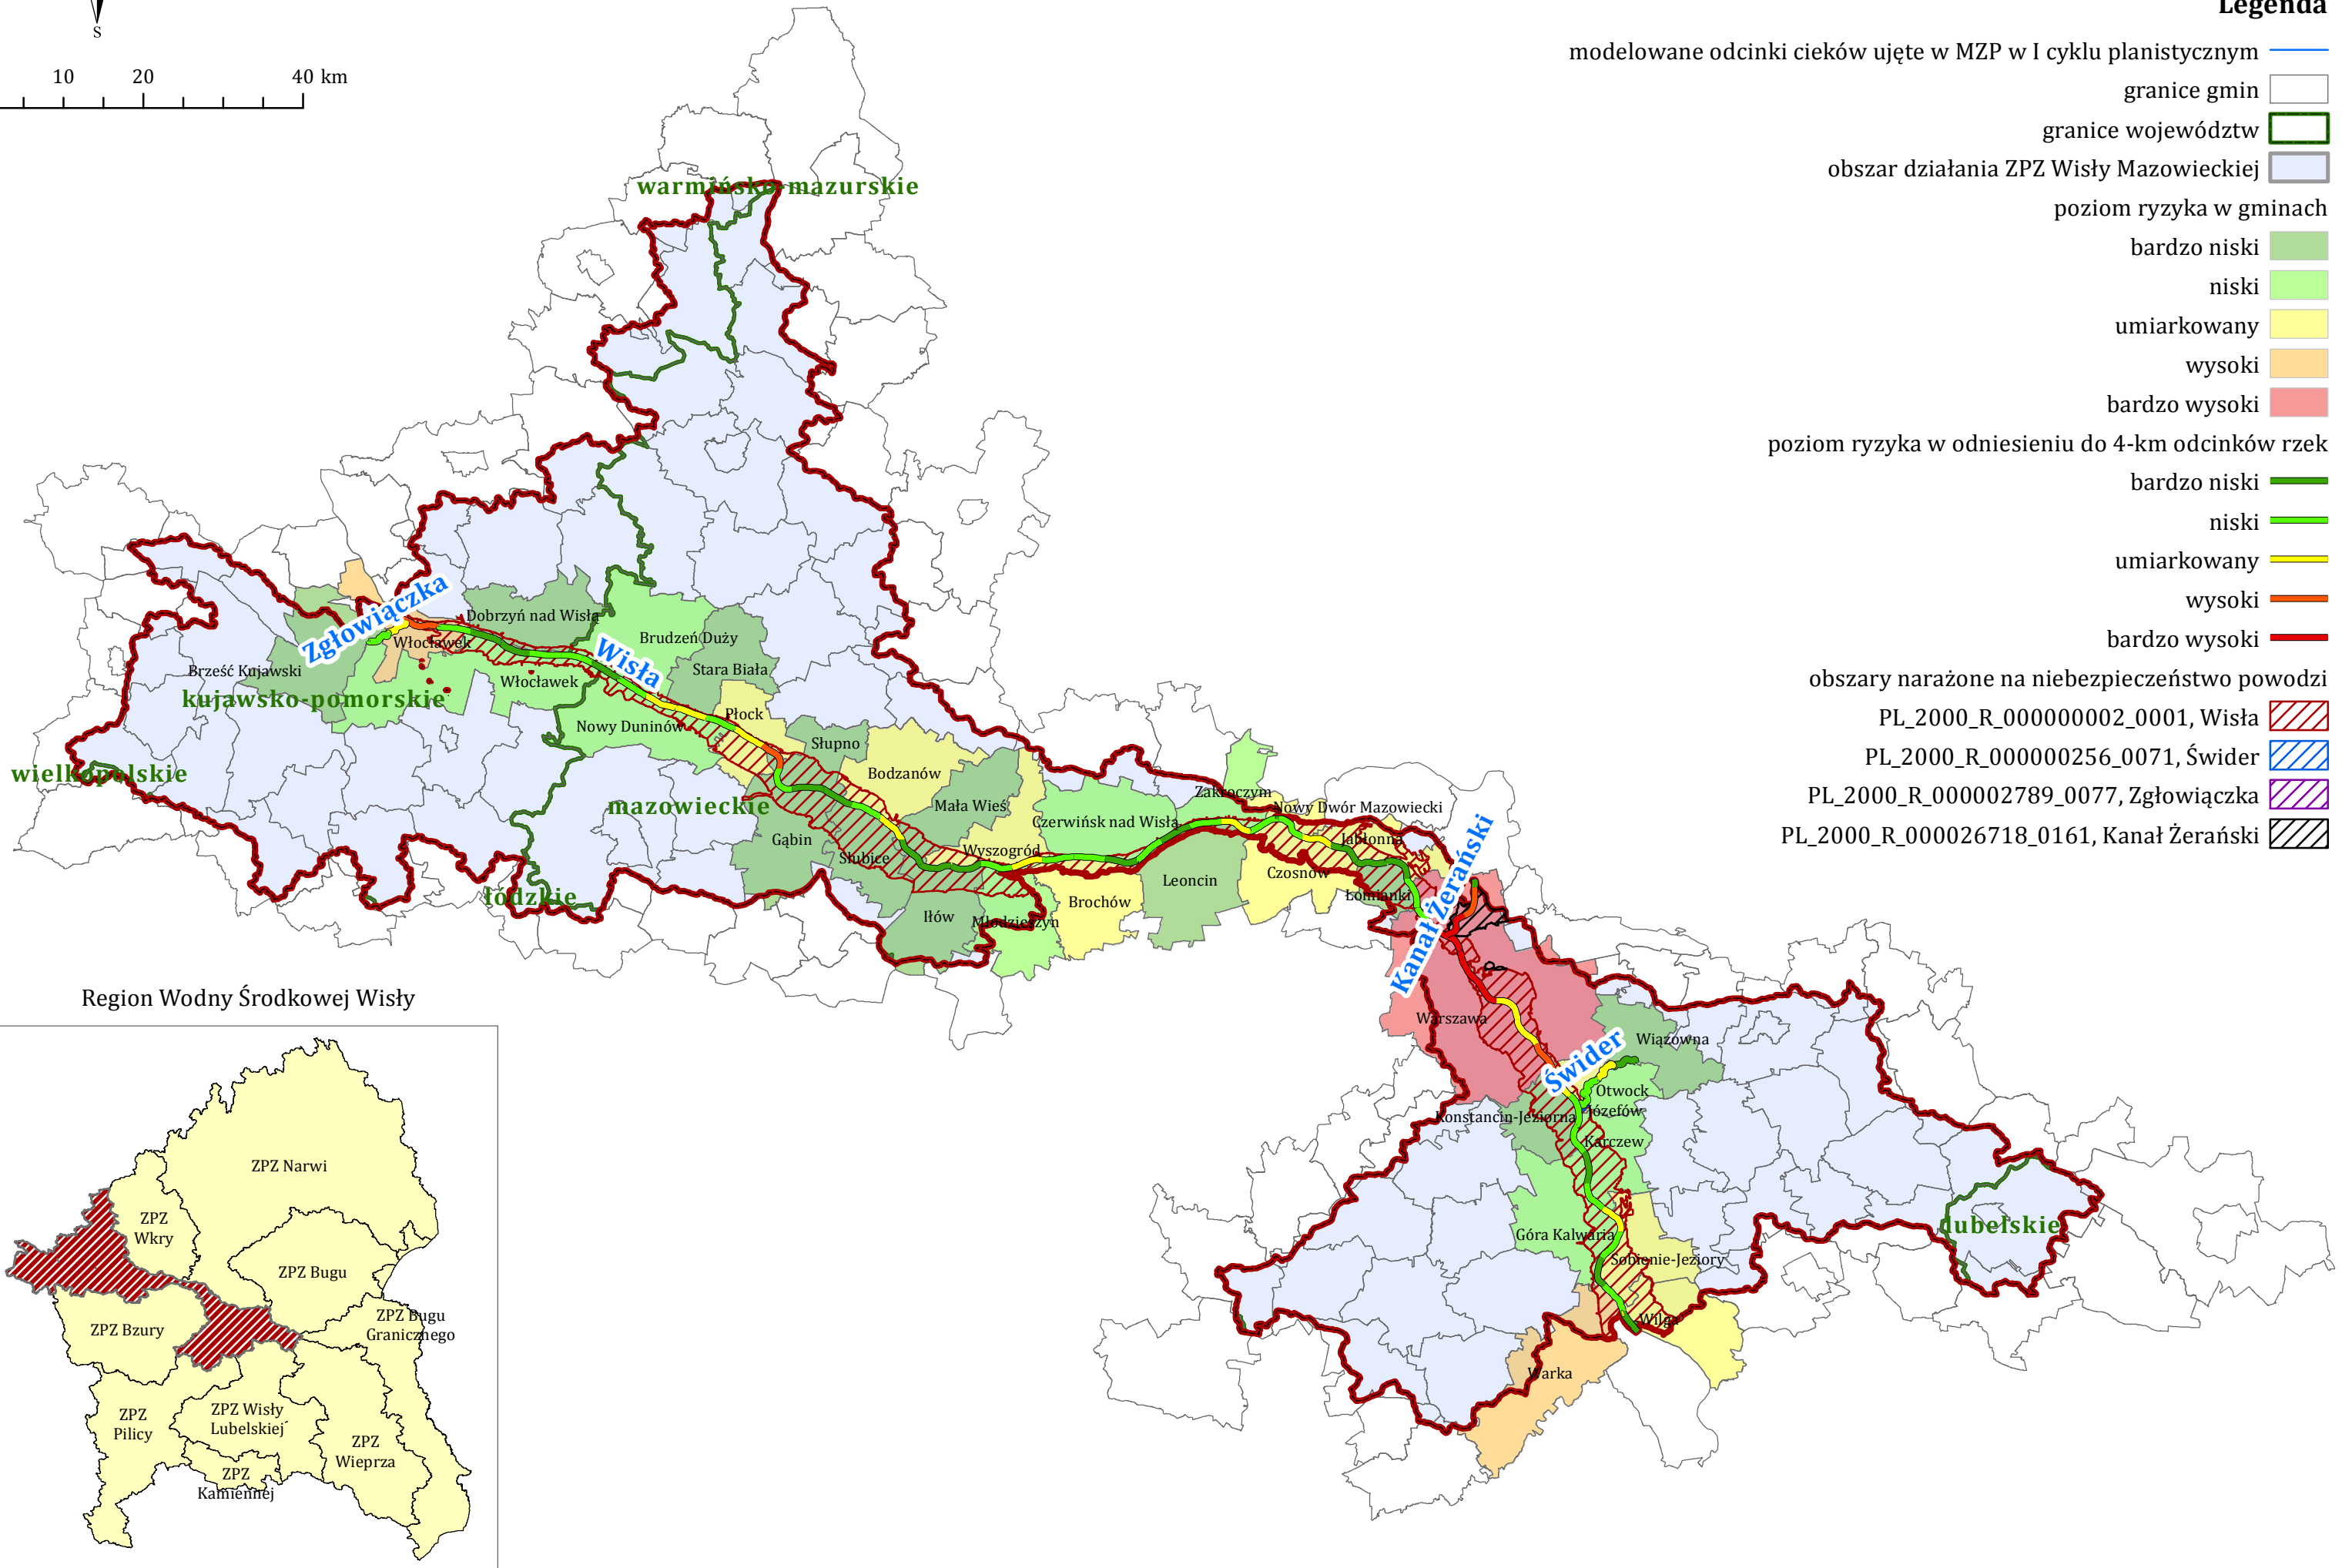 S
10 20 40 km
Legenda
modelowane odcinki cieków ujęte w MZP w I cyklu planistycznym
granice gmin
granice województw
obszar działania ZPZ Wisły Mazowieckiej
poziom ryzyka w gminach
bardzo niski
niski
umiarkowany
wysoki
bardzo wysoki
poziom ryzyka w odniesieniu do 4-km odcinków rzek
bardzo niski
niski
umiarkowany
wysoki
bardzo wysoki
obszary narażone na niebezpieczeństwo powodzi
PL_2000_R_000000002_0001, Wisła
PL_2000_R_000000256_0071, Świder
PL_2000_R_000002789_0077, Zgłowiączka
PL_2000_R_000026718_0161, Kanał Żerański
warmińsko-mazurskie
Zgłowiączka
Dobrzyń nad Wisłą
Włocławek
Brudzeń Duży
Wisła
Brześć Kujawski
Stara Biała
Włocławek
kujawsko-pomorskie
Płock
Nowy Duninów
Słupno
wielkopolskie
Bodzanów
mazowieckie
Mała Wieś
Zakroczym
Nowy Dwór Mazowiecki
Czerwińsk nad Wisłą
Gąbin
Jabłonna
Słubice
Wyszogród
Kanał Żerański
Leoncin
Czosnów
łódzkie
Łomianki
Brochów
Iłów
Młodzieszyn
Warszawa
Wiązowna
Świder
Otwock
Józefów
Konstancin-Jeziorna
Karczew
lubelskie
Góra Kalwaria
Sobienie-Jeziory
Wilga
Warka
Region Wodny Środkowej Wisły
ZPZ Narwi
ZPZ
Wkry
ZPZ Bugu
ZPZ Bzury
ZPZ Bugu
Granicznego
ZPZ
Pilicy
ZPZ Wisły
Lubelskiej
ZPZ
Wieprza
ZPZ
Kamiennej